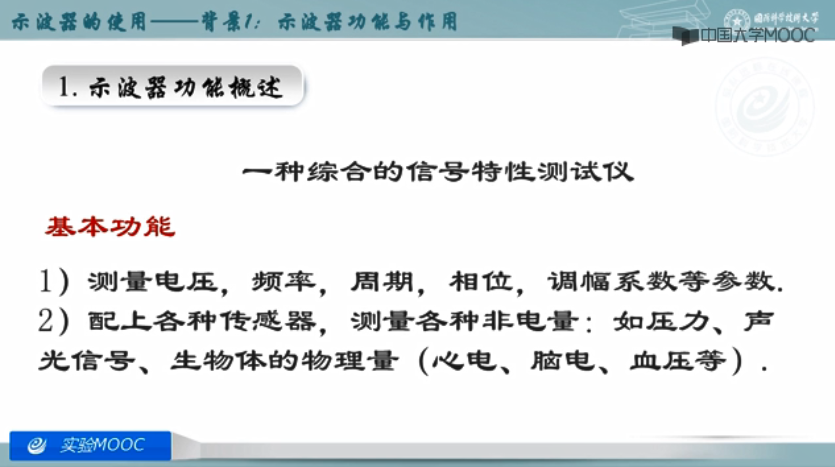 示波器的使用——背景1：示波器功能与作用
国防科学技术大学
中国大学MOOC
1. 示波器功能概述
一种综合的信号特性测试仪
基本功能
1）测量电压，频率，周期，相位，调幅系数等参数.
2）配上各种传感器，测量各种非电量：如压力、声
光信号、生物体的物理量（心电、脑电、血压等）.
实验MOOC